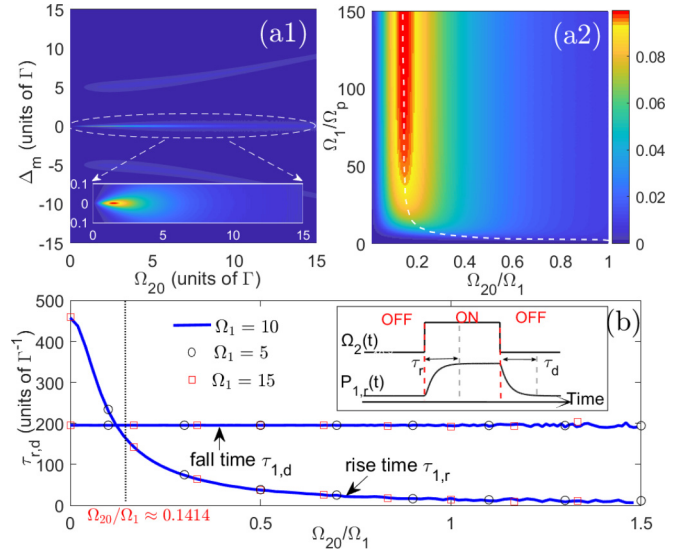 (a1)
15
10
5
0
-5
-10
-15
Δm (units of Γ)
0.1
0
0.1
0 5 10 15
0 5 10 15
Ω20 (units of Γ)
(a2)
150
100
50
0
Ω1/Ωp
0.2 0.4 0.6 0.8 1
Ω20/Ω1
0.08
0.06
0.04
0.02
0
(b)
500
400
300
200
100
0
τr,d (units of Γ-1)
Ω1 = 10
Ω1 = 5
Ω1 = 15
OFF ON OFF
Ω2(t)
τr τd
P1,r(t)
Time
fall time τ1,d
rise time τ1,r
Ω20/Ω1 ≈ 0.1414
0 0.5 1.0 1.5
Ω20/Ω1